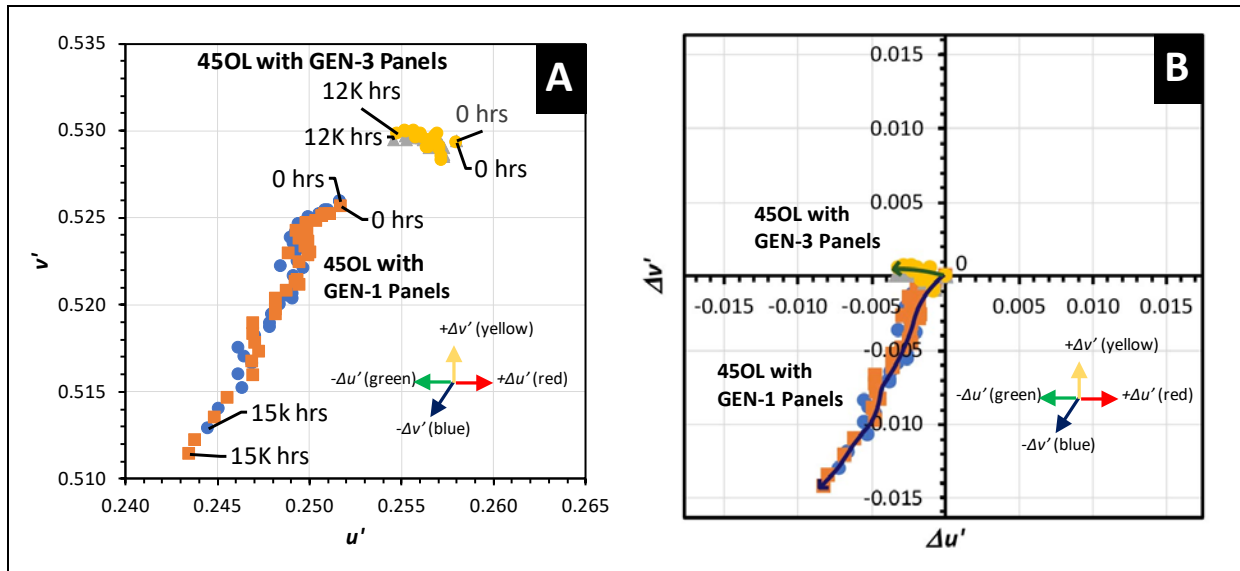 A
45OL with GEN-3 Panels
12K hrs
0 hrs
12K hrs
0 hrs
0 hrs
0 hrs
45OL with
GEN-1 Panels
15k hrs
15K hrs
+Δv' (yellow)
-Δu' (green)
+Δu' (red)
-Δv' (blue)
0.535
0.530
0.525
0.520
0.515
0.510
0.240
0.245
0.250
0.255
0.260
0.265
v'
u'
B
0.015
0.010
0.005
45OL with
GEN-3 Panels
0
-0.015
-0.010
-0.005
0.005
0.010
0.015
-0.005
45OL with
GEN-1 Panels
-0.010
-0.015
+Δv' (yellow)
-Δu' (green)
+Δu' (red)
-Δv' (blue)
Δv'
Δu'